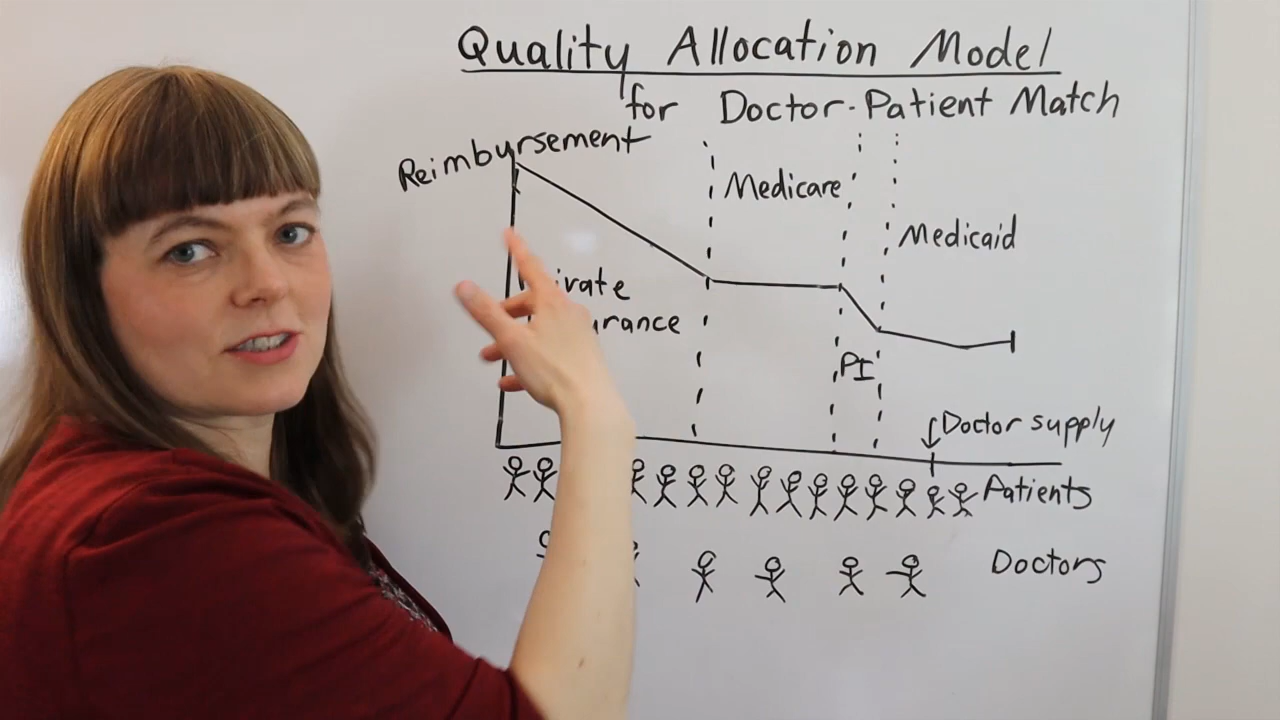 Quality Allocation Model
for Doctor-Patient Match
Reimbursement
Medicare
Medicaid
PI
Doctor supply
Patients
Doctors